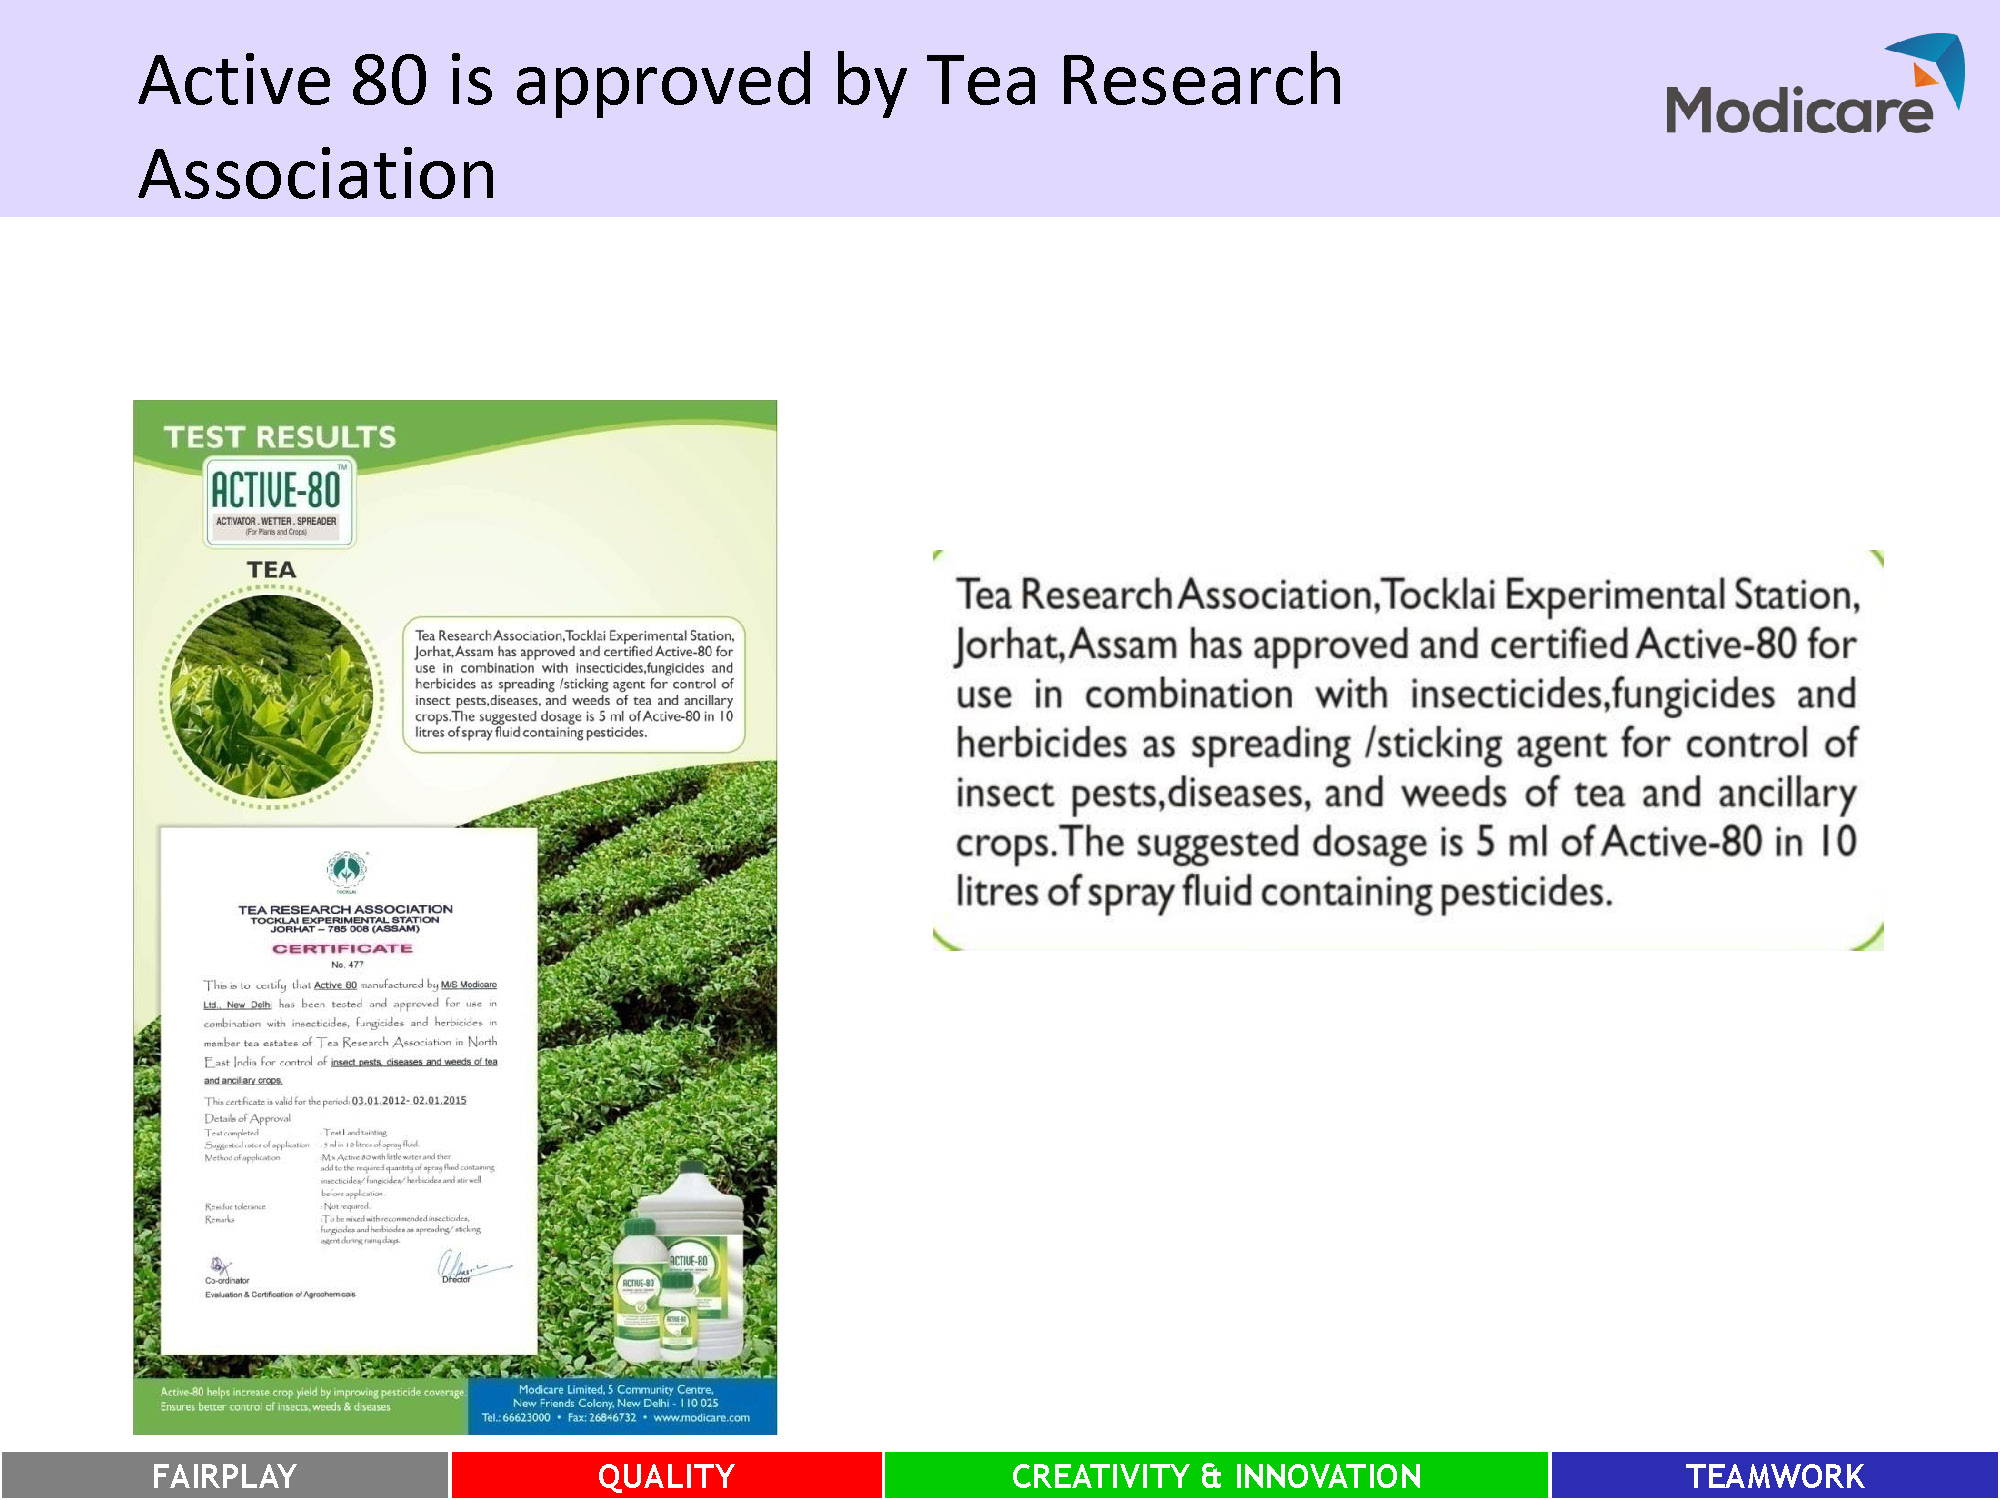 Active 80 is approved by Tea Research
Association
Modicare
TEST RESULTS
ACTIVE-80™
ACTIVATOR . WETTER . SPREADER
(For Plants and Crops)
TEA
Tea Research Association,Tocklai Experimental Station,
Jorhat,Assam has approved and certified Active-80 for
use in combination with insecticides,fungicides and
herbicides as spreading /sticking agent for control of
insect pests,diseases, and weeds of tea and ancillary
crops.The suggested dosage is 5 ml of Active-80 in 10
litres of spray fluid containing pesticides.
TOCKLAI
TEA RESEARCH ASSOCIATION
TOCKLAI EXPERIMENTAL STATION
JORHAT – 785 008 (ASSAM)
CERTIFICATE
No. 477
This is to certify that Active 80 manufactured by M/S Modicare
Ltd., New Delhi has been tested and approved for use in
combination with insecticides, fungicides and herbicides in
member tea estates of Tea Research Association in North
East India for control of insect pests, diseases and weeds of tea
and ancillary crops.
This certificate is valid for the period: 03.01.2012- 02.01.2015
Details of Approval
Test completed : Test and tainting
Suggested rates of application : 5 ml in 10 litres of spray fluid.
Method of application : Mix Active 80 with little water and then
add to the required quantity of spray fluid containing
insecticides/ fungicides/ herbicides and stir well
before application.
Residue tolerance : Not required.
Remarks : To be mixed with recommended insecticides,
fungicides and herbicides as spreading/ sticking
agent during rainy days.
Co-ordinator
Director
Evaluation & Certification of Agrochemicals
ACTIVE-80
ACTIVE-80
ACTIVE-80
Active-80 helps increase crop yield by improving pesticide coverage
Ensures better control of insects, weeds & diseases
Modicare Limited, 5 Community Centre,
New Friends Colony, New Delhi - 110 025
Tel.: 66623000 • Fax: 26846732 • www.modicare.com
Tea Research Association,Tocklai Experimental Station,
Jorhat,Assam has approved and certified Active-80 for
use in combination with insecticides,fungicides and
herbicides as spreading /sticking agent for control of
insect pests,diseases, and weeds of tea and ancillary
crops.The suggested dosage is 5 ml of Active-80 in 10
litres of spray fluid containing pesticides.
FAIRPLAY
QUALITY
CREATIVITY & INNOVATION
TEAMWORK